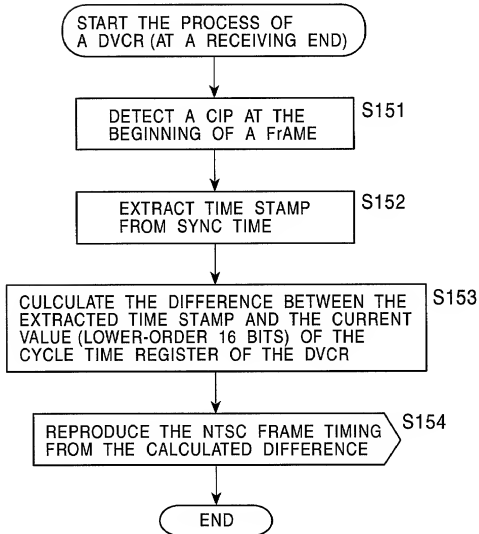 START THE PROCESS OF
A DVCR (AT A RECEIVING END)
DETECT A CIP AT THE
BEGINNING OF A FrAME
S151
EXTRACT TIME STAMP
FROM SYNC TIME
S152
CULCULATE THE DIFFERENCE BETWEEN THE
EXTRACTED TIME STAMP AND THE CURRENT
VALUE (LOWER-ORDER 16 BITS) OF THE
CYCLE TIME REGISTER OF THE DVCR
S153
REPRODUCE THE NTSC FRAME TIMING
FROM THE CALCULATED DIFFERENCE
S154
END